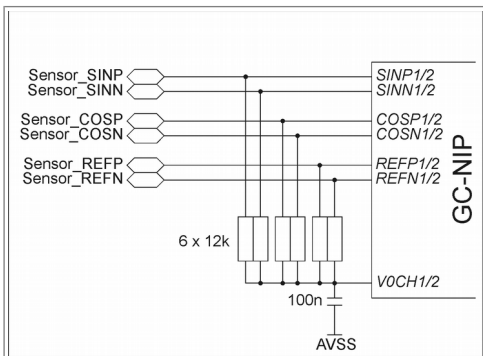 Sensor_SINP
SINP1/2
Sensor_SINN
SINN1/2
Sensor_COSP
COSP1/2
Sensor_COSN
COSN1/2
Sensor_REFP
REFP1/2
Sensor_REFN
REFN1/2
GC-NIP
6 x 12k
V0CH1/2
100n
AVSS